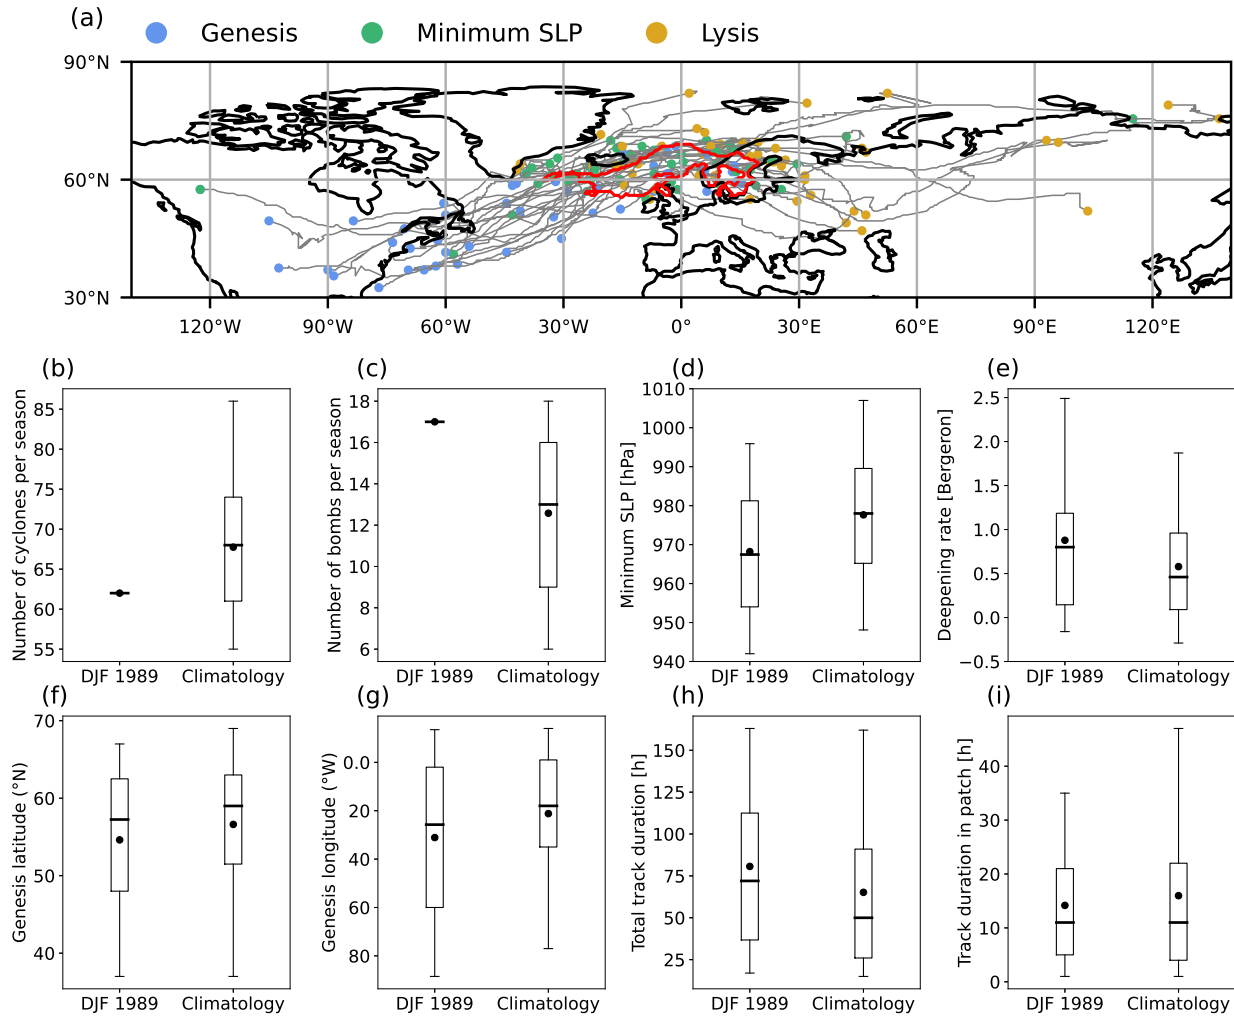 (a)
Genesis Minimum SLP Lysis
90°N
60°N
30°N
120°W 90°W 60°W 30°W 0° 30°E 60°E 90°E 120°E
(b) (c) (d) (e)
Number of cyclones per season
85
80
75
70
65
60
55
DJF 1989 Climatology
Number of bombs per season
18
16
14
12
10
8
6
DJF 1989 Climatology
Minimum SLP [hPa]
1010
1000
990
980
970
960
950
940
DJF 1989 Climatology
Deepening rate [Bergeron]
2.5
2.0
1.5
1.0
0.5
0.0
−0.5
DJF 1989 Climatology
(f) (g) (h) (i)
Genesis latitude (°N)
70
60
50
40
DJF 1989 Climatology
Genesis longitude (°W)
0.0
20
40
60
80
DJF 1989 Climatology
Total track duration [h]
150
125
100
75
50
25
DJF 1989 Climatology
Track duration in patch [h]
40
30
20
10
0
DJF 1989 Climatology